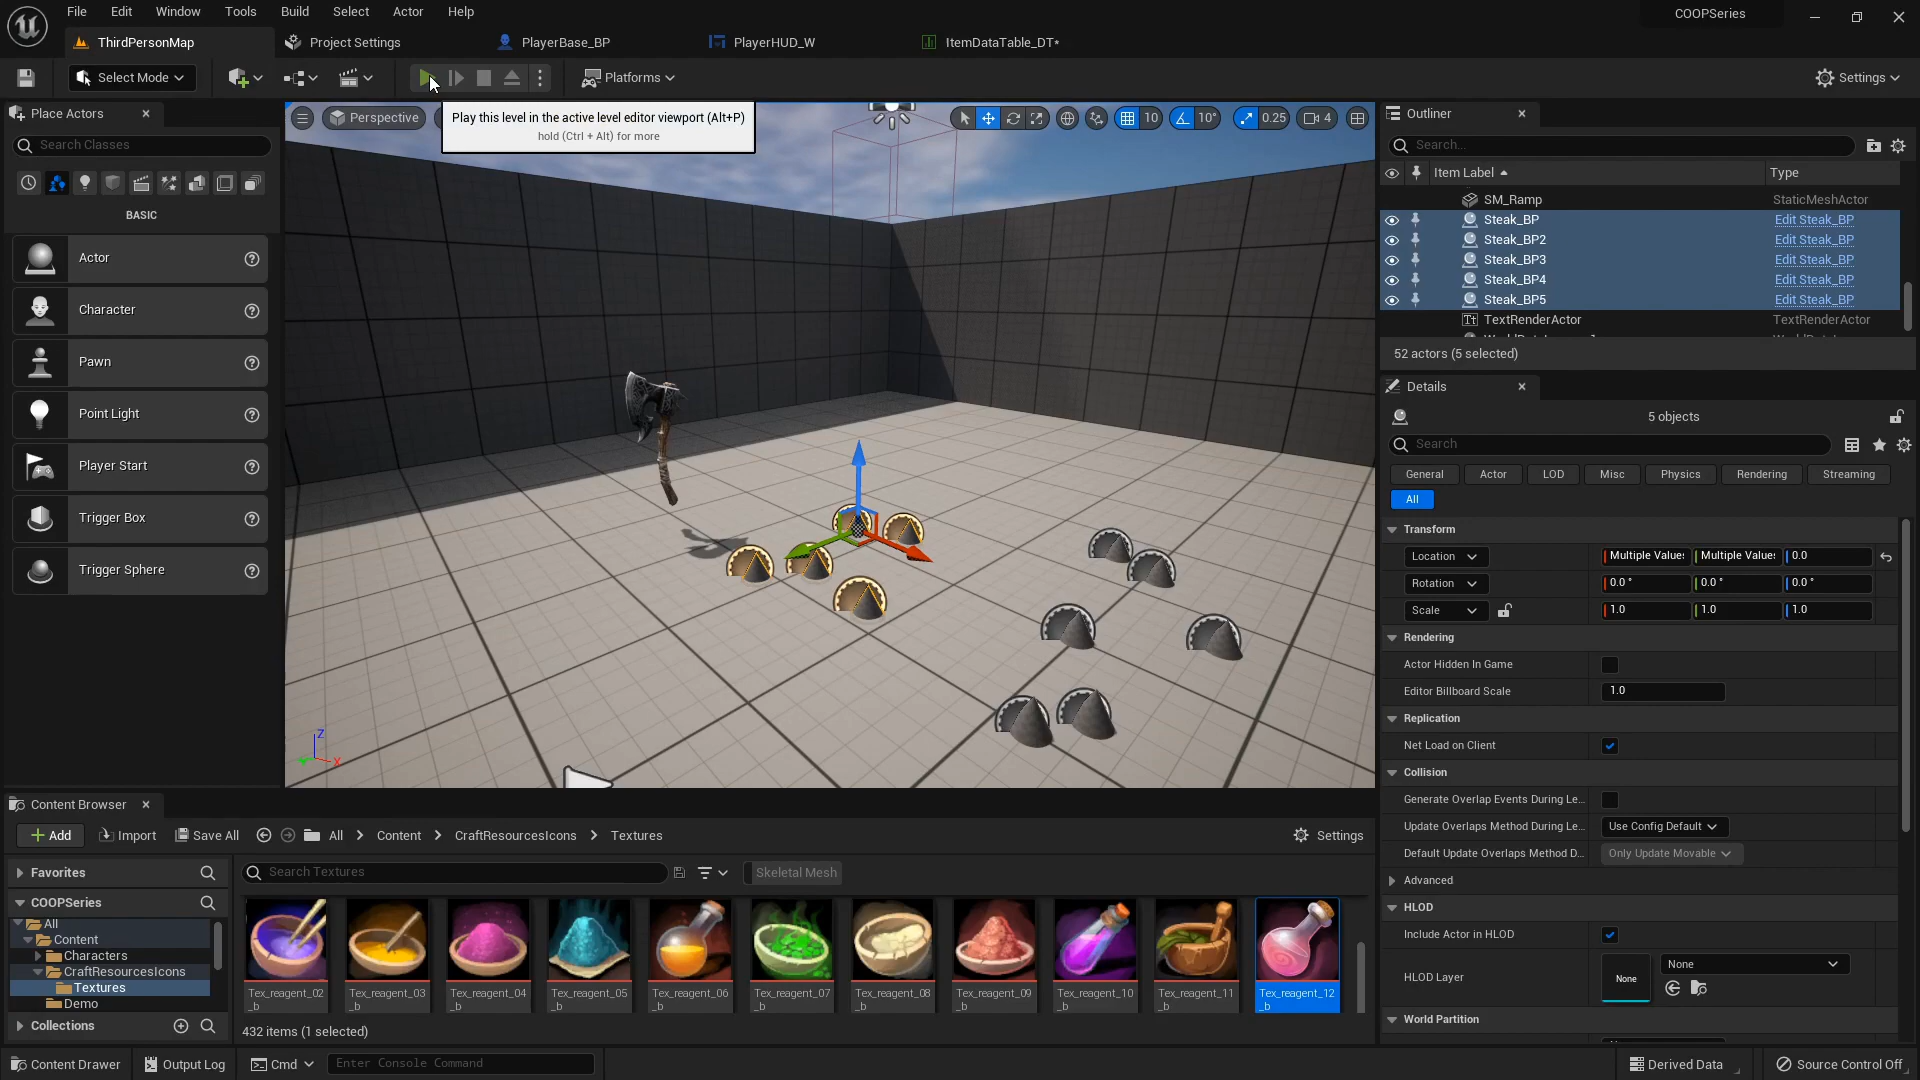 File Edit Window Tools Build Select Actor Help
COOPSeries
ThirdPersonMap
Project Settings
PlayerBase_BP
PlayerHUD_W
ItemDataTable_DT*
Select Mode
Platforms
Settings
Place Actors
Search Classes
BASIC
Actor
Character
Pawn
Point Light
Player Start
Trigger Box
Trigger Sphere
Perspective
Play this level in the active level editor viewport (Alt+P)
hold (Ctrl + Alt) for more
10
10°
0.25
4
Z
X
Outliner
Search...
Item Label
Type
SM_Ramp StaticMeshActor
Steak_BP Edit Steak_BP
Steak_BP2 Edit Steak_BP
Steak_BP3 Edit Steak_BP
Steak_BP4 Edit Steak_BP
Steak_BP5 Edit Steak_BP
Tt TextRenderActor TextRenderActor
52 actors (5 selected)
Details
5 objects
Search
General Actor LOD Misc Physics Rendering Streaming
All
Transform
Location Multiple Values Multiple Values 0.0
Rotation 0.0 ° 0.0 ° 0.0 °
Scale 1.0 1.0 1.0
Rendering
Actor Hidden In Game
Editor Billboard Scale 1.0
Replication
Net Load on Client
Collision
Generate Overlap Events During Le...
Update Overlaps Method During Le... Use Config Default
Default Update Overlaps Method D... Only Update Movable
Advanced
HLOD
Include Actor in HLOD
HLOD Layer None None
World Partition
Content Browser
Add Import Save All All Content CraftResourcesIcons Textures
Settings
Favorites
COOPSeries
All
Content
Characters
CraftResourcesIcons
Textures
Demo
Collections
Search Textures
Skeletal Mesh
Tex_reagent_02_b
Tex_reagent_03_b
Tex_reagent_04_b
Tex_reagent_05_b
Tex_reagent_06_b
Tex_reagent_07_b
Tex_reagent_08_b
Tex_reagent_09_b
Tex_reagent_10_b
Tex_reagent_11_b
Tex_reagent_12_b
432 items (1 selected)
Content Drawer
Output Log
Cmd
Enter Console Command
Derived Data
Source Control Off